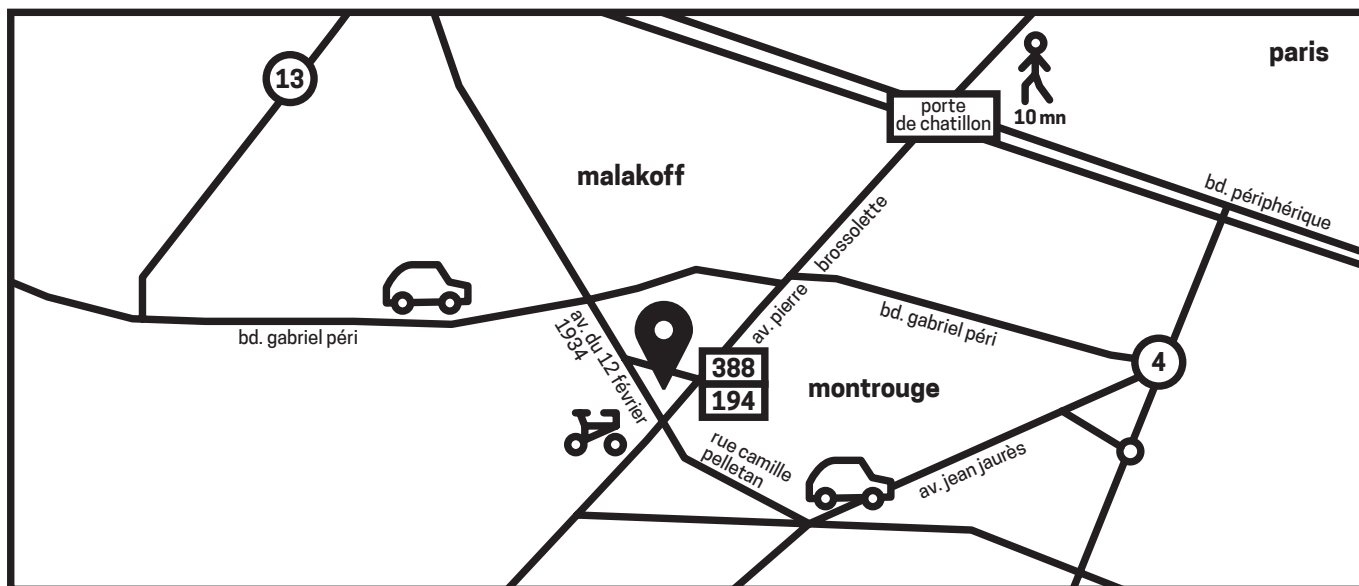 13
paris
porte
de chatillon
10 mn
malakoff
bd. périphérique
brossolette
av. pierre
bd. gabriel péri
bd. gabriel péri
av. du 12 février
1934
388
194
4
montrouge
rue camille
pelletan
av. jean jaurès